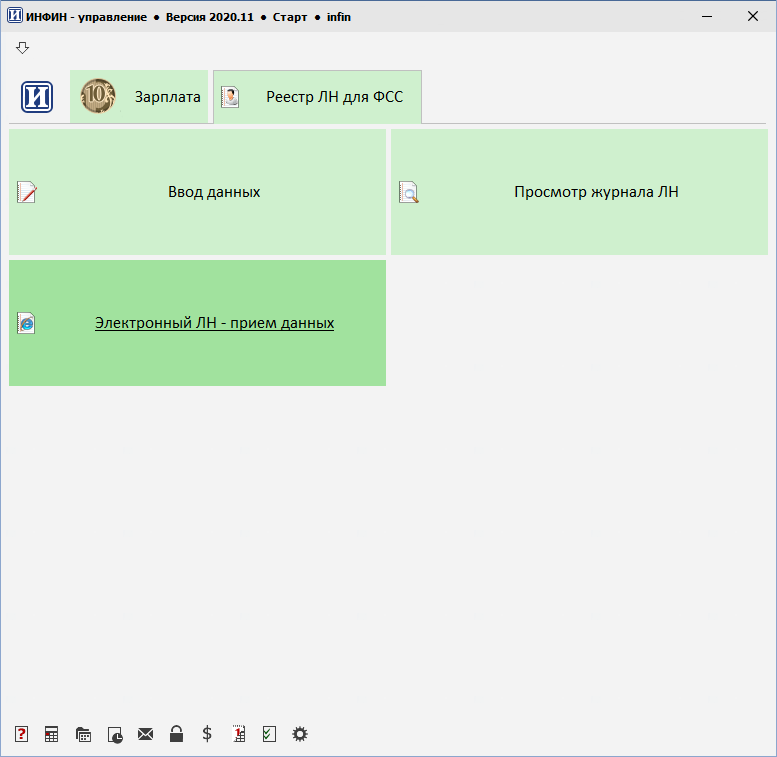 ИНФИН - управление ● Версия 2020.11 ● Старт ● infin
И
10
Зарплата
Реестр ЛН для ФСС
Ввод данных
Просмотр журнала ЛН
Электронный ЛН - прием данных